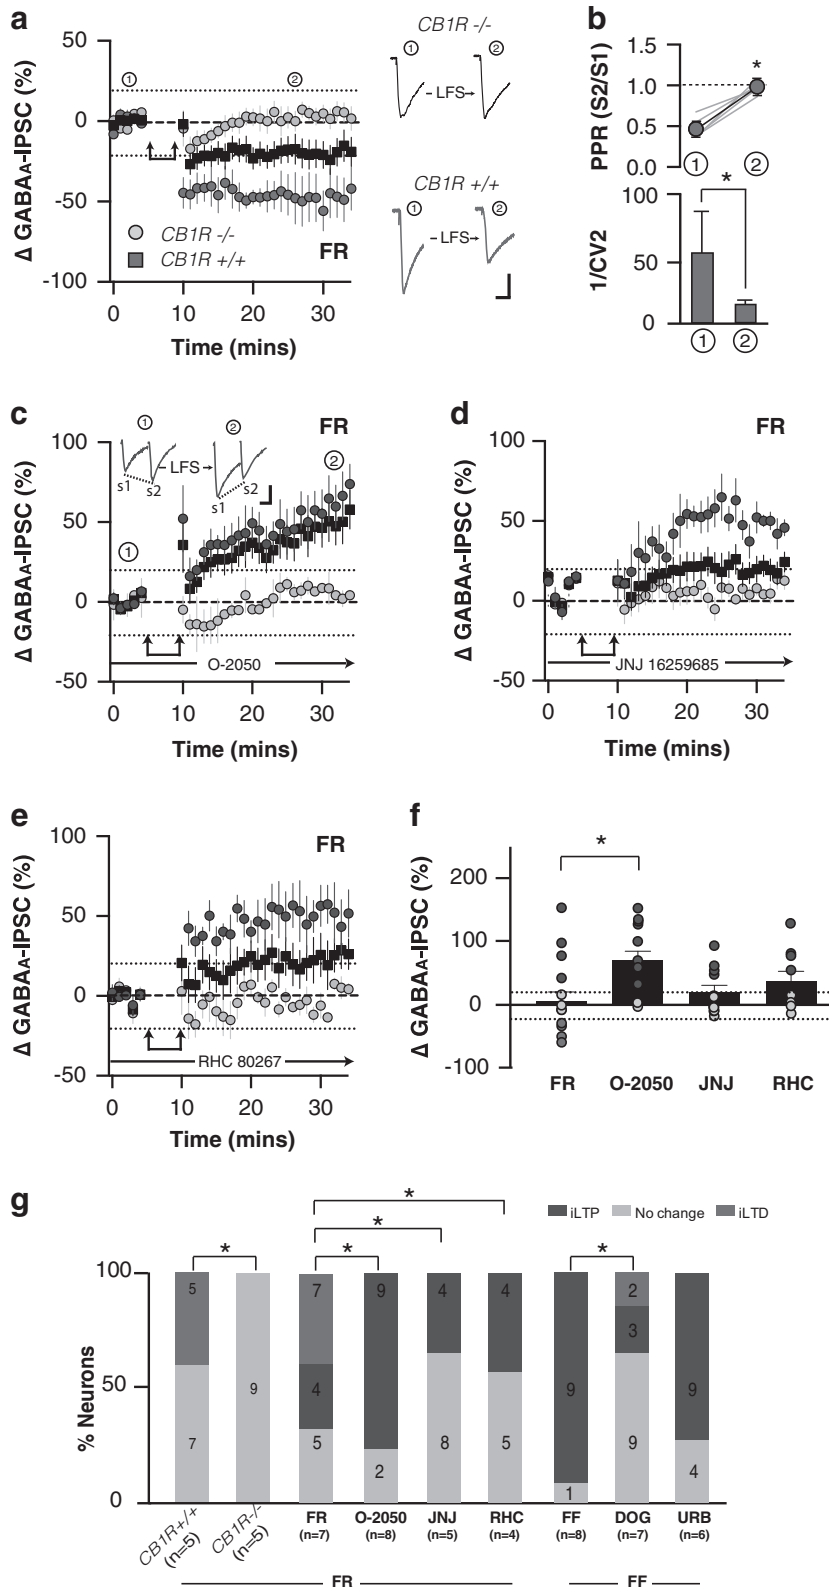 a
Δ GABAA-IPSC (%)
50
0
-50
-100
1
2
CB1R -/-
CB1R +/+
FR
0 10 20 30
Time (mins)
CB1R -/-
1 2
LFS
CB1R +/+
1 2
LFS
b
PPR (S2/S1)
1.5
1.0
0.5
0.0
*
1 2
1/CV2
100
50
0
*
1 2
c
Δ GABAA-IPSC (%)
100
50
0
-50
FR
1 2
LFS
s1 s2 s1 s2
1
2
O-2050
0 10 20 30
Time (mins)
d
Δ GABAA-IPSC (%)
100
50
0
-50
FR
JNJ 16259685
0 10 20 30
Time (mins)
e
Δ GABAA-IPSC (%)
100
50
0
-50
FR
RHC 80267
0 10 20 30
Time (mins)
f
Δ GABAA-IPSC (%)
200
100
0
-100
*
FR O-2050 JNJ RHC
g
iLTP No change iLTD
% Neurons
100
50
0
* * * * *
5 7 9 4 4 2
4 3
9 9 9
7 5 2 8 5 1 9 4
CB1R+/+ (n=5)
CB1R-/- (n=5)
FR O-2050 JNJ RHC FF DOG URB
(n=7) (n=8) (n=5) (n=4) (n=8) (n=7) (n=6)
FR FF